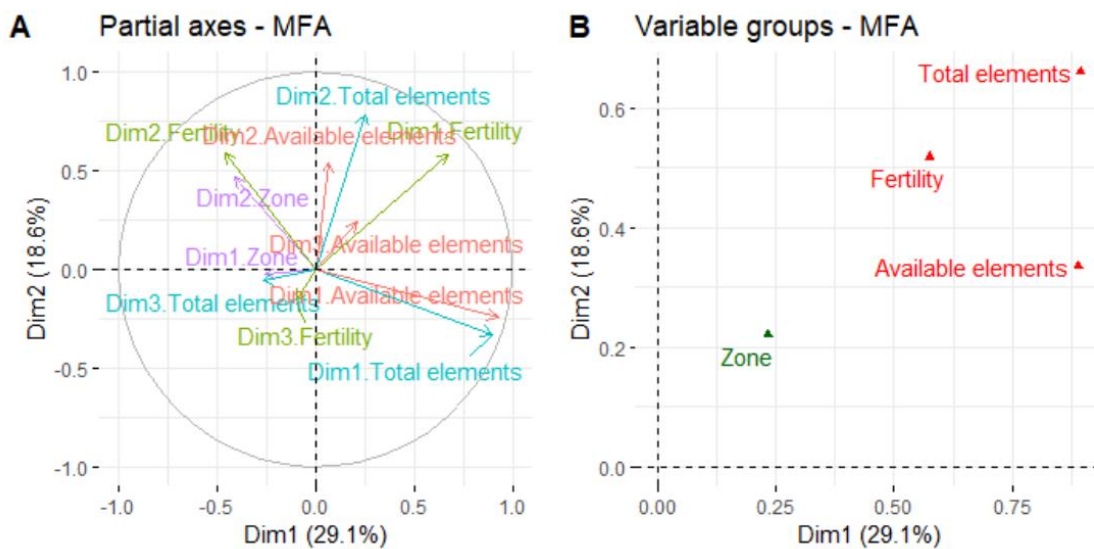 A Partial axes - MFA
1.0
0.5
0.0
-0.5
-1.0
Dim2 (18.6%)
Dim2.Total elements
Dim2.Fertility
Dim2.Available elements
Dim1.Fertility
Dim2.Zone
Dim3.Available elements
Dim1.Zone
Dim3.Total elements
Dim1.Available elements
Dim3.Fertility
Dim1.Total elements
-1.0 -0.5 0.0 0.5 1.0
Dim1 (29.1%)
B Variable groups - MFA
0.6
0.4
0.2
0.0
Dim2 (18.6%)
Total elements
Fertility
Available elements
Zone
0.00 0.25 0.50 0.75
Dim1 (29.1%)